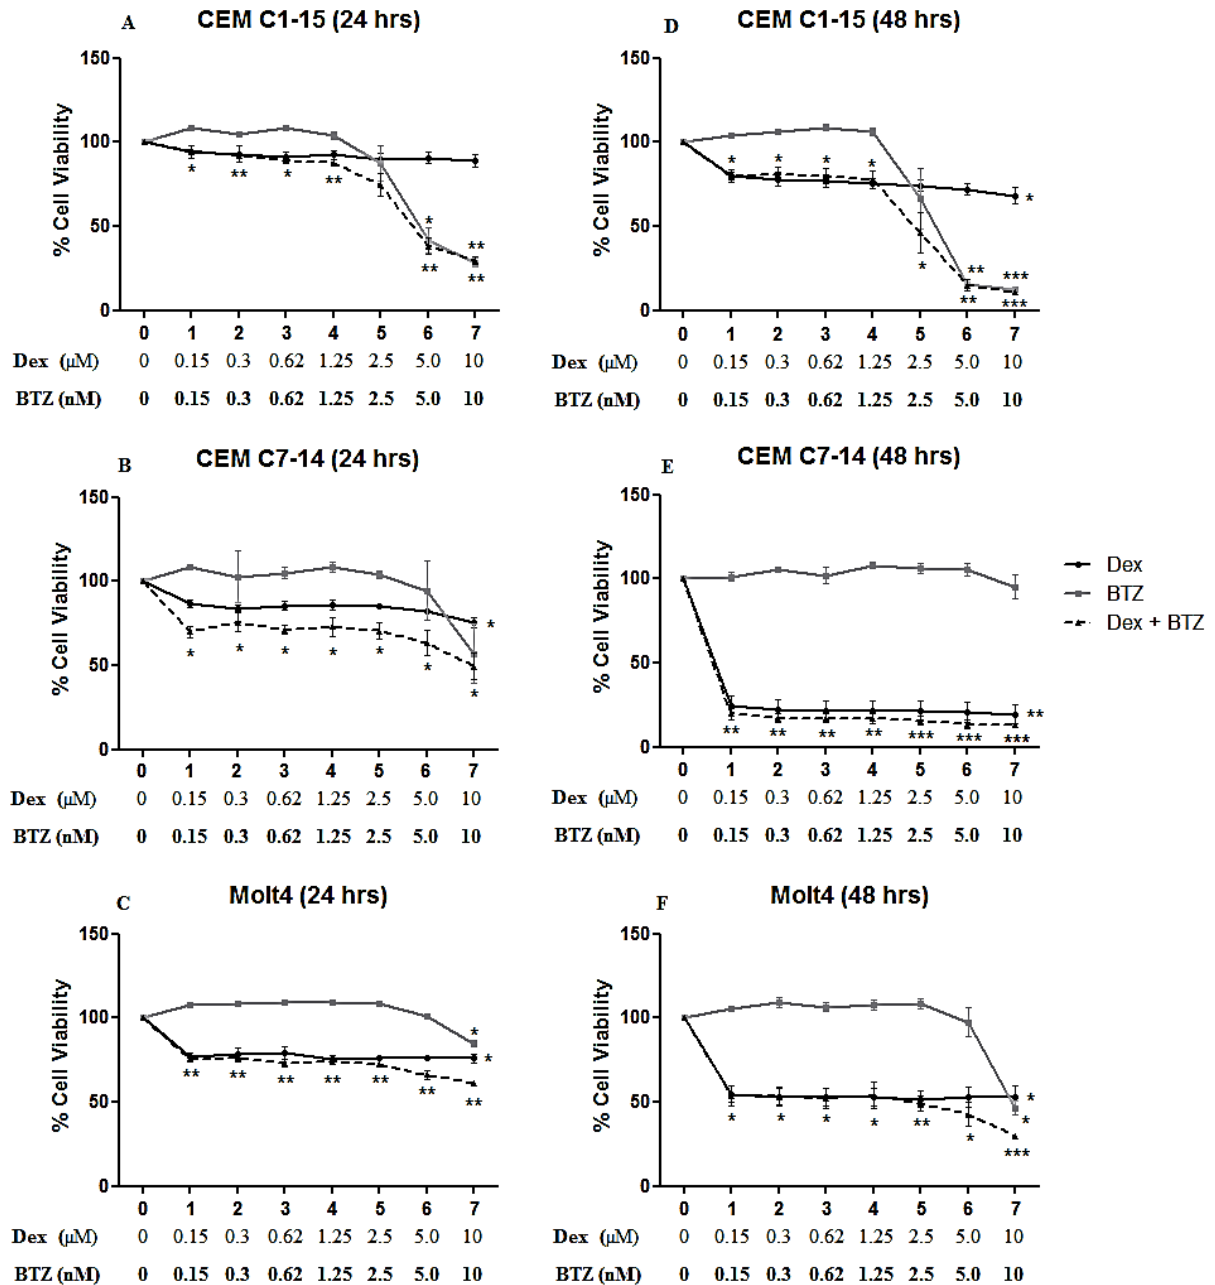 A CEM C1-15 (24 hrs)
150
100
50
0
% Cell Viability
* ** * ** * ** ** **
0 1 2 3 4 5 6 7
Dex (µM) 0 0.15 0.3 0.62 1.25 2.5 5.0 10
BTZ (nM) 0 0.15 0.3 0.62 1.25 2.5 5.0 10
D CEM C1-15 (48 hrs)
150
100
50
0
% Cell Viability
* * * * * * ** ** *** ***
0 1 2 3 4 5 6 7
Dex (µM) 0 0.15 0.3 0.62 1.25 2.5 5.0 10
BTZ (nM) 0 0.15 0.3 0.62 1.25 2.5 5.0 10
B CEM C7-14 (24 hrs)
150
100
50
0
% Cell Viability
* * * * * * * *
0 1 2 3 4 5 6 7
Dex (µM) 0 0.15 0.3 0.62 1.25 2.5 5.0 10
BTZ (nM) 0 0.15 0.3 0.62 1.25 2.5 5.0 10
E CEM C7-14 (48 hrs)
150
100
50
0
% Cell Viability
**
** ** ** ** *** *** ***
0 1 2 3 4 5 6 7
Dex (µM) 0 0.15 0.3 0.62 1.25 2.5 5.0 10
BTZ (nM) 0 0.15 0.3 0.62 1.25 2.5 5.0 10
Dex
BTZ
Dex + BTZ
C Molt4 (24 hrs)
150
100
50
0
% Cell Viability
*
*
** ** ** ** ** ** **
0 1 2 3 4 5 6 7
Dex (µM) 0 0.15 0.3 0.62 1.25 2.5 5.0 10
BTZ (nM) 0 0.15 0.3 0.62 1.25 2.5 5.0 10
F Molt4 (48 hrs)
150
100
50
0
% Cell Viability
*
* * * * ** * *
***
0 1 2 3 4 5 6 7
Dex (µM) 0 0.15 0.3 0.62 1.25 2.5 5.0 10
BTZ (nM) 0 0.15 0.3 0.62 1.25 2.5 5.0 10